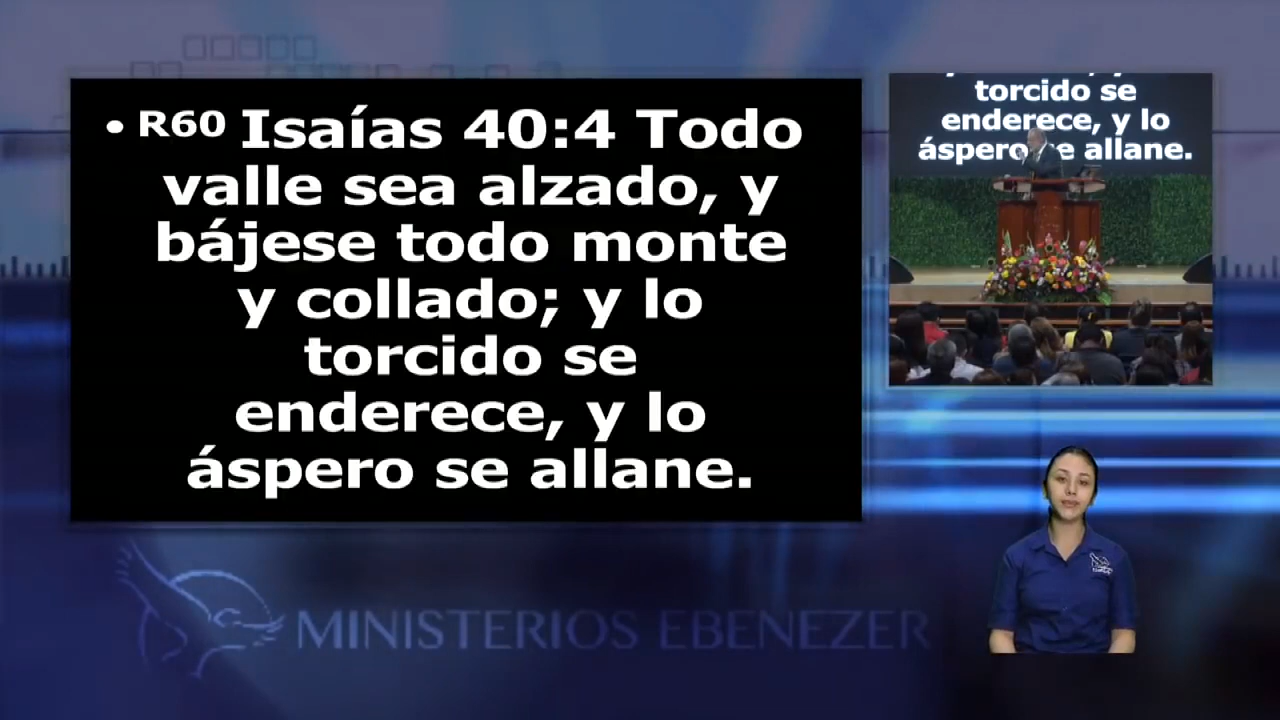 • R60 Isaías 40:4 Todo
valle sea alzado, y
bájese todo monte
y collado; y lo
torcido se
enderece, y lo
áspero se allane.
torcido se
enderece, y lo
áspero se allane.
MINISTERIOS EBENEZER